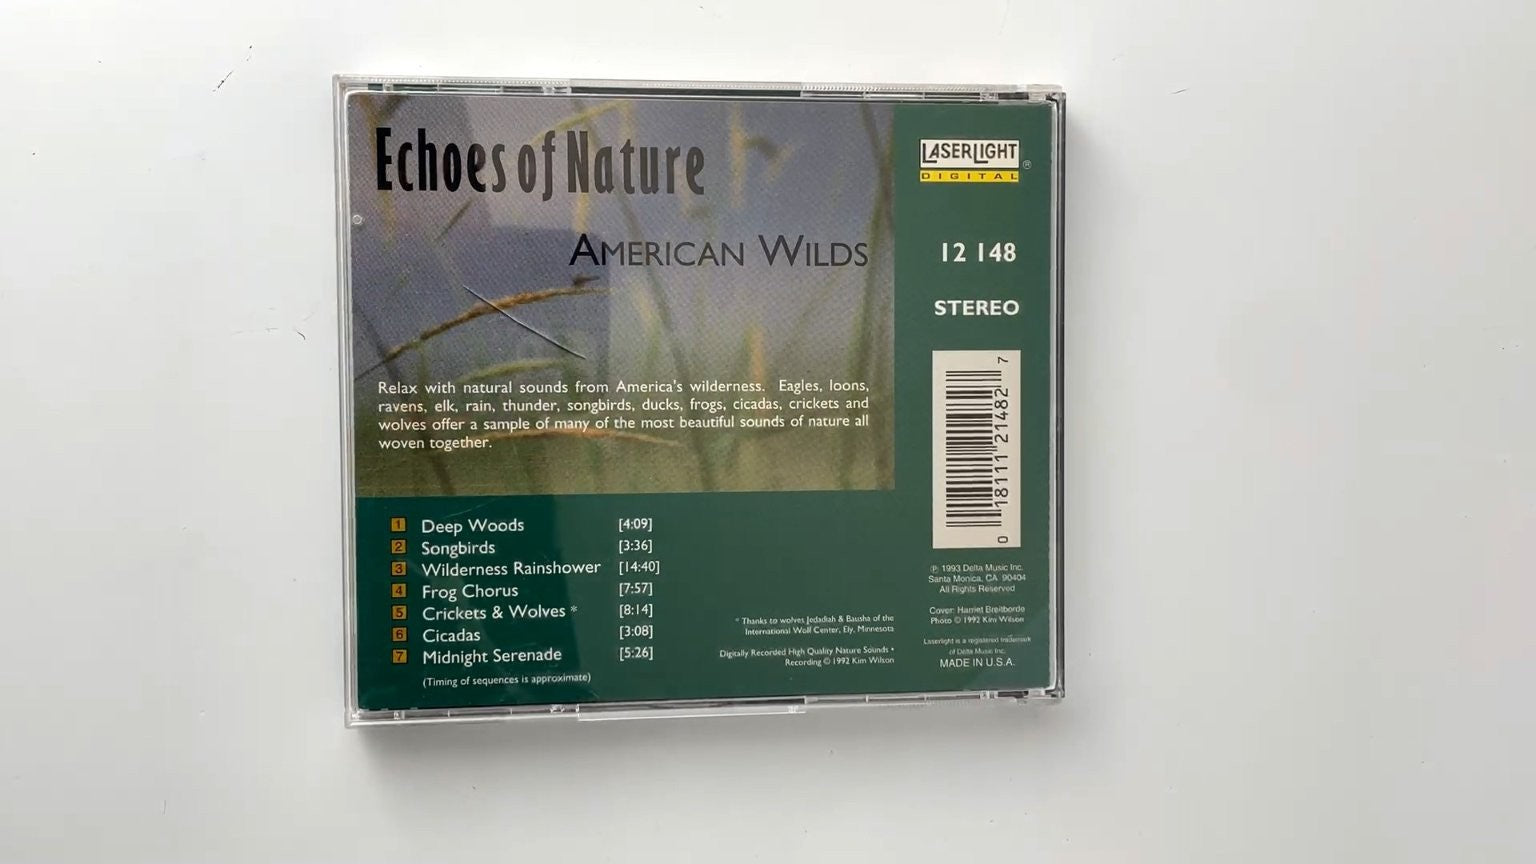 Echoes of Nature
American Wilds
Relax with natural sounds from America's wilderness. Eagles, loons,
ravens, elk, rain, thunder, songbirds, ducks, frogs, cicadas, crickets and
wolves offer a sample of many of the most beautiful sounds of nature all
woven together.
1 Deep Woods [4:09]
2 Songbirds [3:36]
3 Wilderness Rainshower [14:40]
4 Frog Chorus [7:57]
5 Crickets & Wolves * [8:14]
6 Cicadas [3:08]
7 Midnight Serenade [5:26]
(Timing of sequences is approximate)
* Thanks to wolves Jedadiah & Bausha of the
International Wolf Center, Ely, Minnesota
Digitally Recorded High Quality Nature Sounds •
Recording © 1992 Kim Wilson
LASERLIGHT ®
DIGITAL
12 148
STEREO
0 18111 21482 7
℗ 1993 Delta Music Inc.
Santa Monica, CA 90404
All Rights Reserved
Cover: Harriet Breitborde
Photo © 1992 Kim Wilson
Laserlight is a registered trademark
of Delta Music Inc.
MADE IN U.S.A.